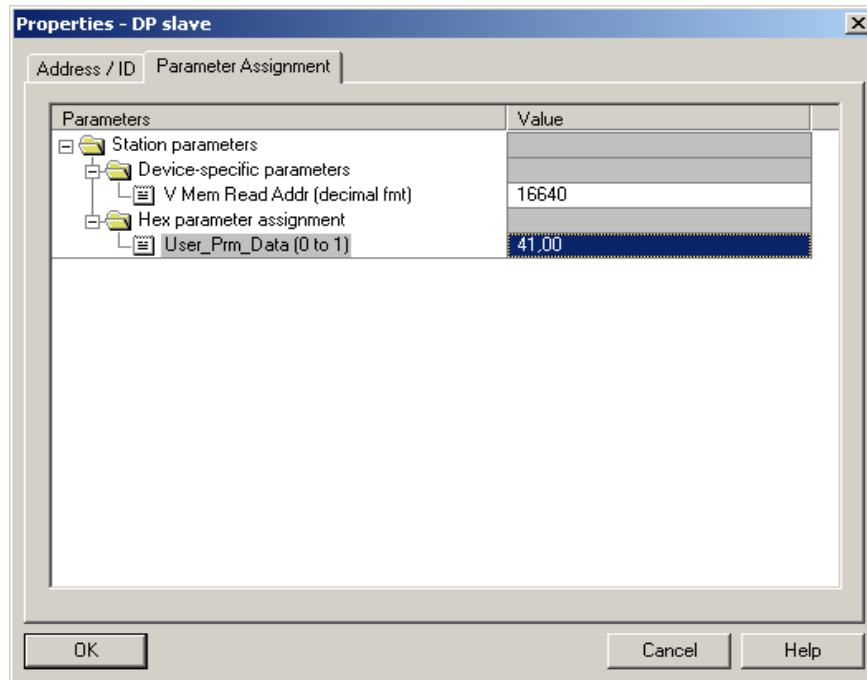 Properties - DP slave
Address / ID Parameter Assignment
Parameters Value
Station parameters
Device-specific parameters
V Mem Read Addr (decimal fmt) 16640
Hex parameter assignment
User_Prm_Data (0 to 1) 41,00
OK Cancel Help